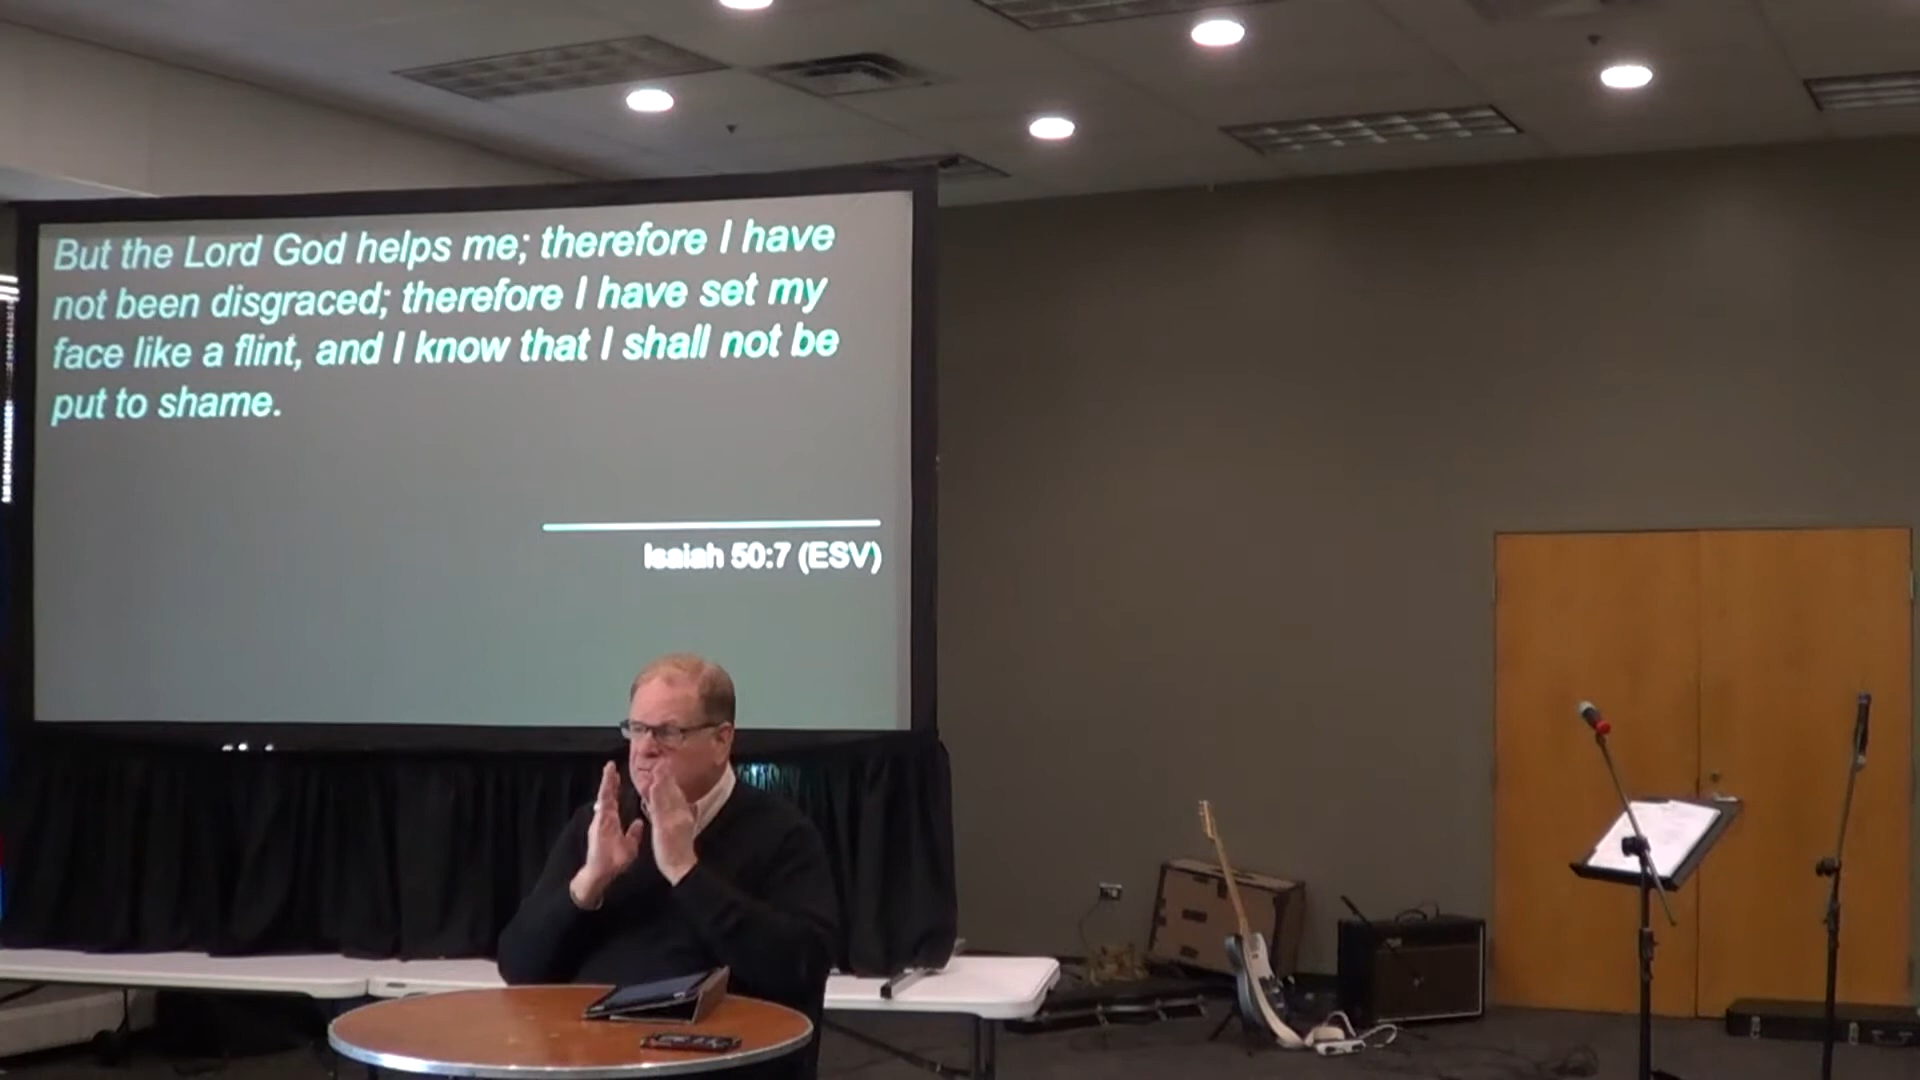 But the Lord God helps me; therefore I have
not been disgraced; therefore I have set my
face like a flint, and I know that I shall not be
put to shame.
Isaiah 50:7 (ESV)